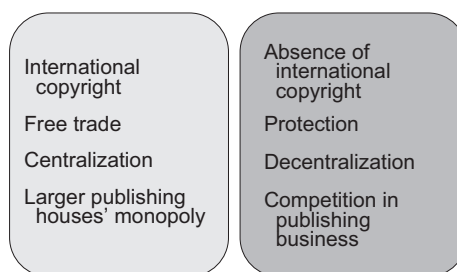 International
copyright
Free trade
Centralization
Larger publishing
houses’ monopoly
Absence of
international
copyright
Protection
Decentralization
Competition in
publishing
business